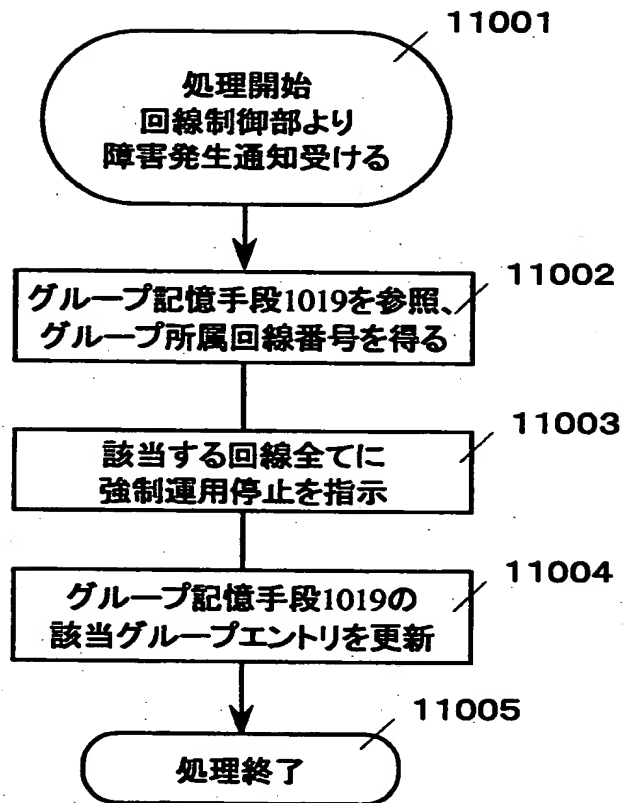 11001
処理開始
回線制御部より
障害発生通知受ける
11002
グループ記憶手段1019を参照、
グループ所属回線番号を得る
11003
該当する回線全てに
強制運用停止を指示
11004
グループ記憶手段1019の
該当グループエントリを更新
11005
処理終了